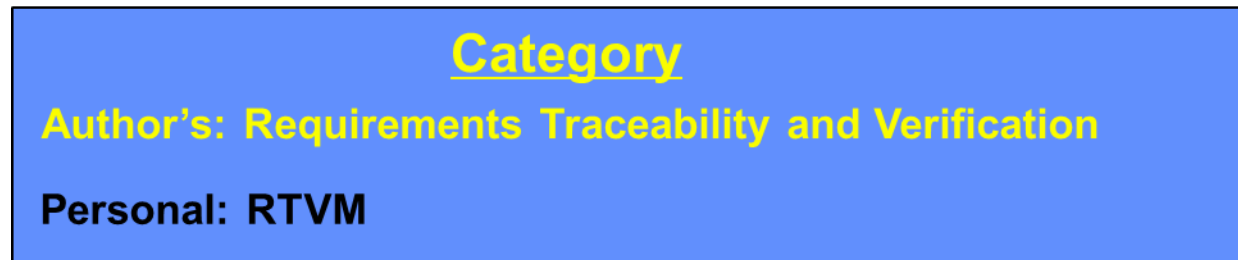 Category
Author’s: Requirements Traceability and Verification
Personal: RTVM